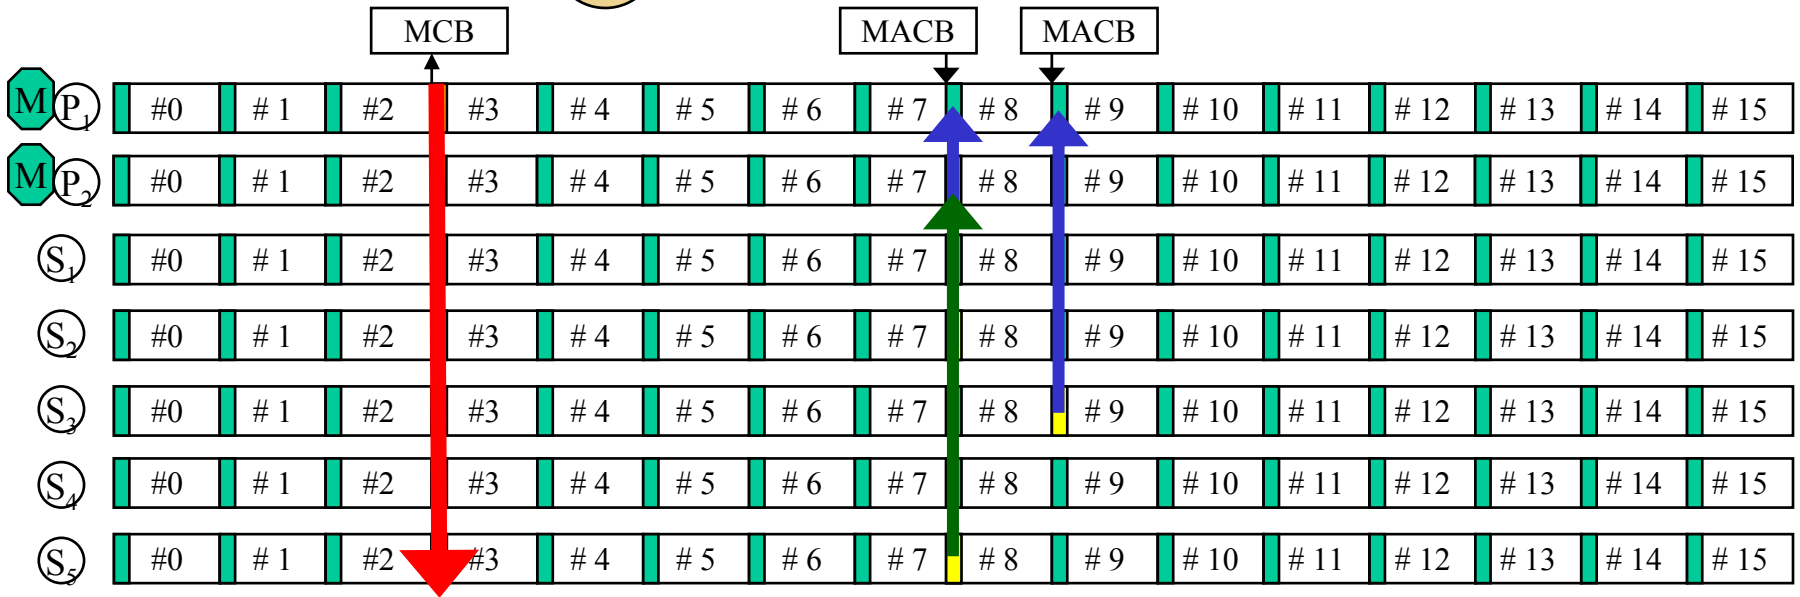 MCB MACB MACB
M P1 #0 # 1 #2 #3 # 4 # 5 # 6 # 7 # 8 # 9 # 10 # 11 # 12 # 13 # 14 # 15
M P2 #0 # 1 #2 #3 # 4 # 5 # 6 # 7 # 8 # 9 # 10 # 11 # 12 # 13 # 14 # 15
S1 #0 # 1 #2 #3 # 4 # 5 # 6 # 7 # 8 # 9 # 10 # 11 # 12 # 13 # 14 # 15
S2 #0 # 1 #2 #3 # 4 # 5 # 6 # 7 # 8 # 9 # 10 # 11 # 12 # 13 # 14 # 15
S3 #0 # 1 #2 #3 # 4 # 5 # 6 # 7 # 8 # 9 # 10 # 11 # 12 # 13 # 14 # 15
S4 #0 # 1 #2 #3 # 4 # 5 # 6 # 7 # 8 # 9 # 10 # 11 # 12 # 13 # 14 # 15
S5 #0 # 1 #2 #3 # 4 # 5 # 6 # 7 # 8 # 9 # 10 # 11 # 12 # 13 # 14 # 15